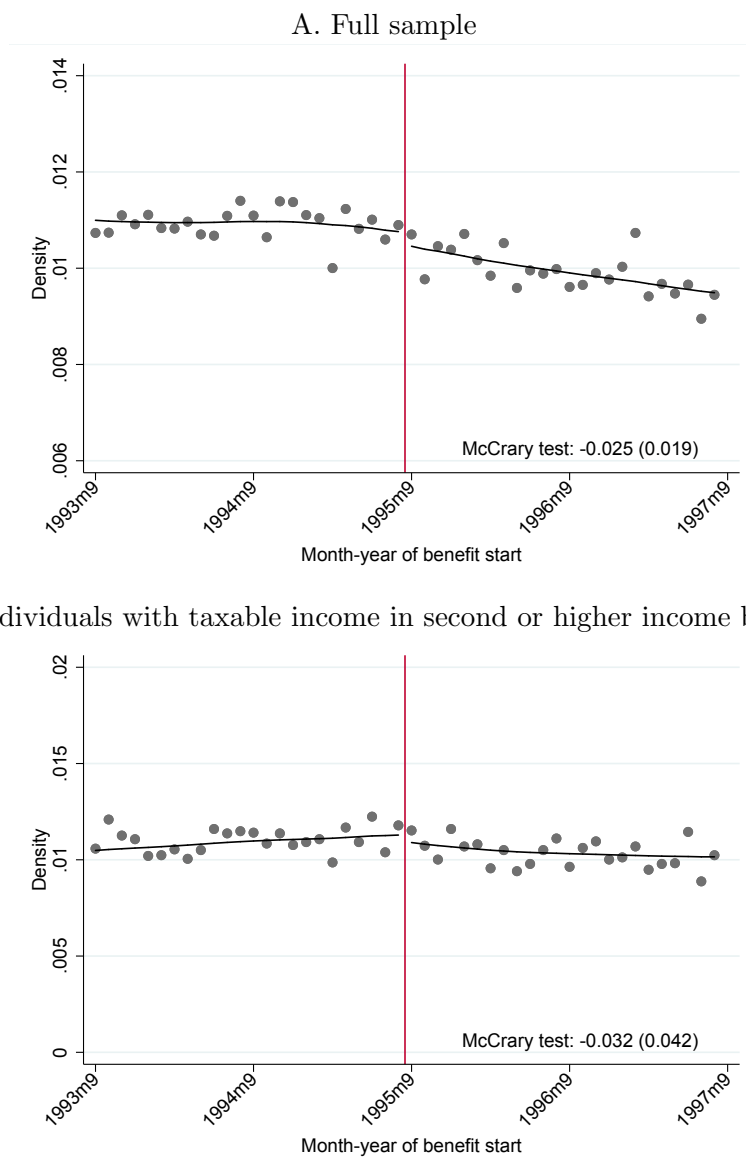 A. Full sample
.014
.012
.01
.008
.006
Density
McCrary test: -0.025 (0.019)
1993m9
1994m9
1995m9
1996m9
1997m9
Month-year of benefit start
with taxable income in second or higher income
.02
.015
.01
.005
0
Density
McCrary test: -0.032 (0.042)
1993m9
1994m9
1995m9
1996m9
1997m9
Month-year of benefit start